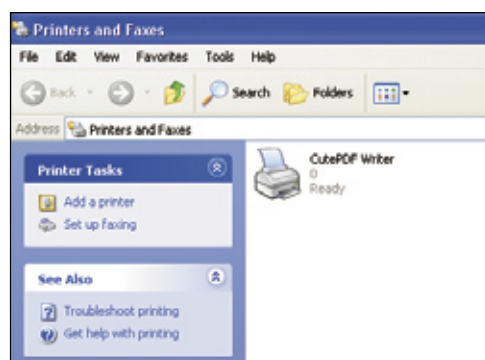 Printers and Faxes
File Edit View Favorites Tools Help
Back Search Folders
Address Printers and Faxes
Printer Tasks
Add a printer
Set up faxing
See Also
Troubleshoot printing
Get help with printing
CutePDF Writer
0
Ready